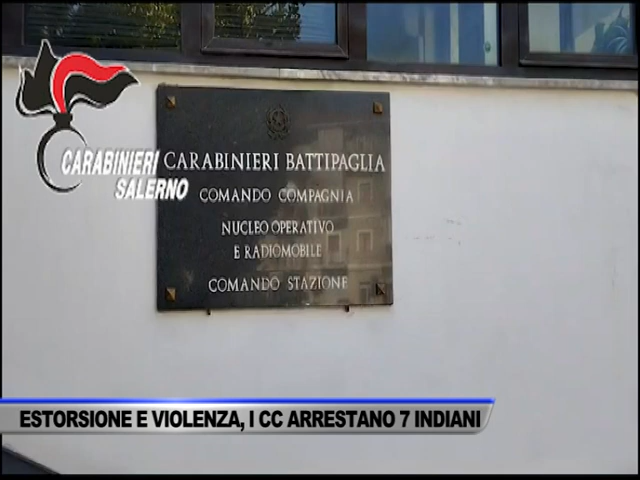 CARABINIERI
SALERNO
CARABINIERI BATTIPAGLIA
COMANDO COMPAGNIA
NUCLEO OPERATIVO
E RADIOMOBILE
COMANDO STAZIONE
ESTORSIONE E VIOLENZA, I CC ARRESTANO 7 INDIANI